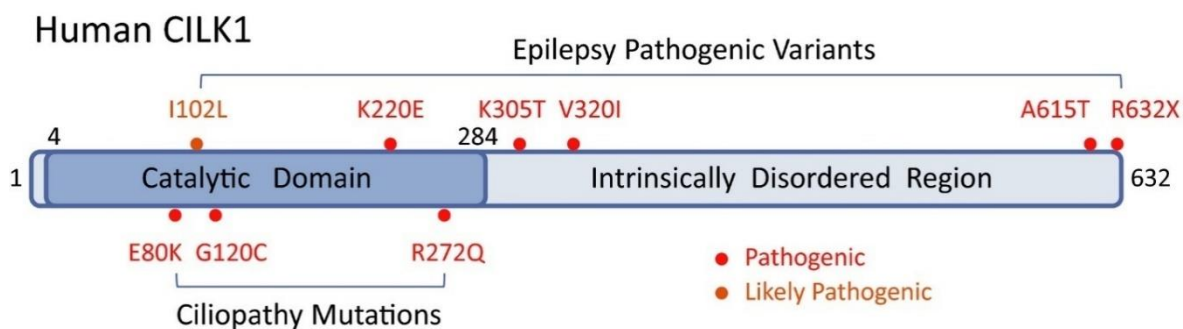 Human CILK1
Epilepsy Pathogenic Variants
I102L K220E K305T V320I A615T R632X
4 284
1 Catalytic Domain Intrinsically Disordered Region 632
E80K G120C R272Q
Pathogenic
Likely Pathogenic
Ciliopathy Mutations